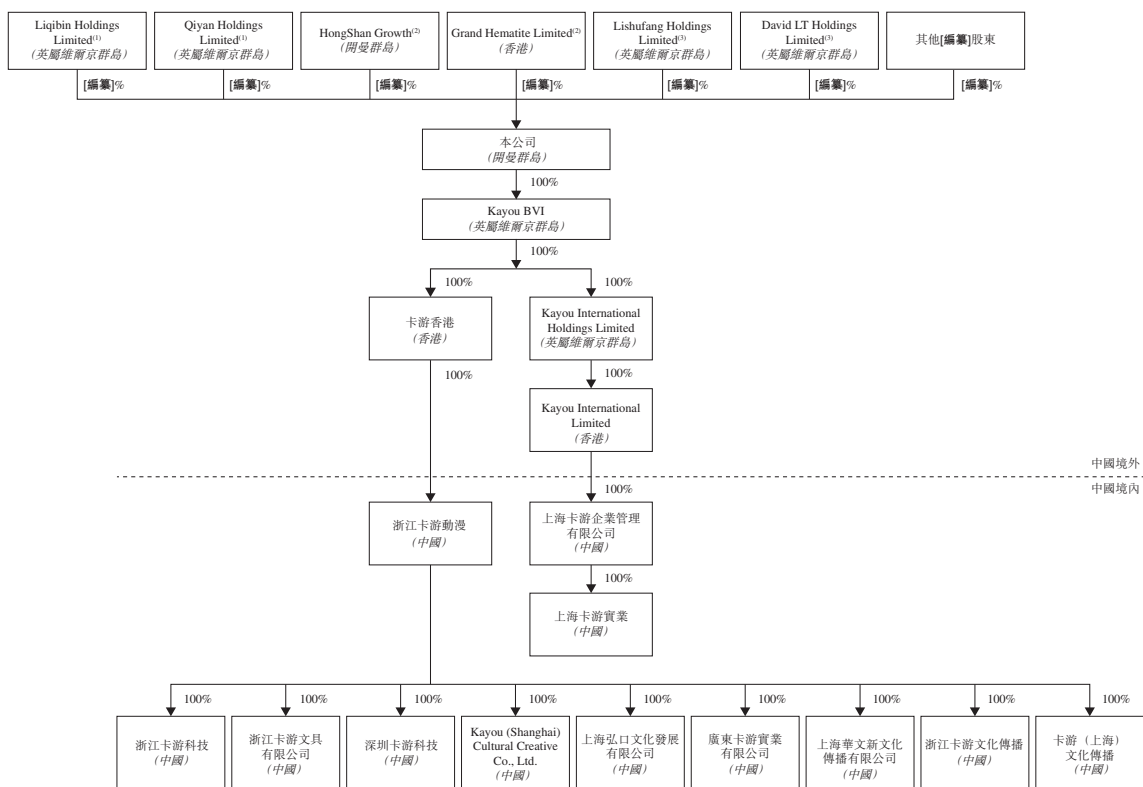 Liqibin Holdings
Limited(1)
(英屬維爾京群島)
Qiyan Holdings
Limited(1)
(英屬維爾京群島)
HongShan Growth(2)
(開曼群島)
Grand Hematite Limited(2)
(香港)
Lishufang Holdings
Limited(3)
(英屬維爾京群島)
David LT Holdings
Limited(3)
(英屬維爾京群島)
其他[編纂]股東
[編纂]%
[編纂]%
[編纂]%
[編纂]%
[編纂]%
[編纂]%
[編纂]%
本公司
(開曼群島)
100%
Kayou BVI
(英屬維爾京群島)
100%
100%
100%
卡游香港
(香港)
Kayou International
Holdings Limited
(英屬維爾京群島)
100%
100%
Kayou International
Limited
(香港)
中國境外
中國境內
100%
浙江卡游動漫
(中國)
上海卡游企業管理
有限公司
(中國)
100%
上海卡游實業
(中國)
100%
100%
100%
100%
100%
100%
100%
100%
100%
浙江卡游科技
(中國)
浙江卡游文具
有限公司
(中國)
深圳卡游科技
(中國)
Kayou (Shanghai)
Cultural Creative
Co., Ltd.
(中國)
上海弘口文化發展
有限公司
(中國)
廣東卡游實業
有限公司
(中國)
上海華文新文化
傳播有限公司
(中國)
浙江卡游文化傳播
(中國)
卡游（上海）
文化傳播
(中國)